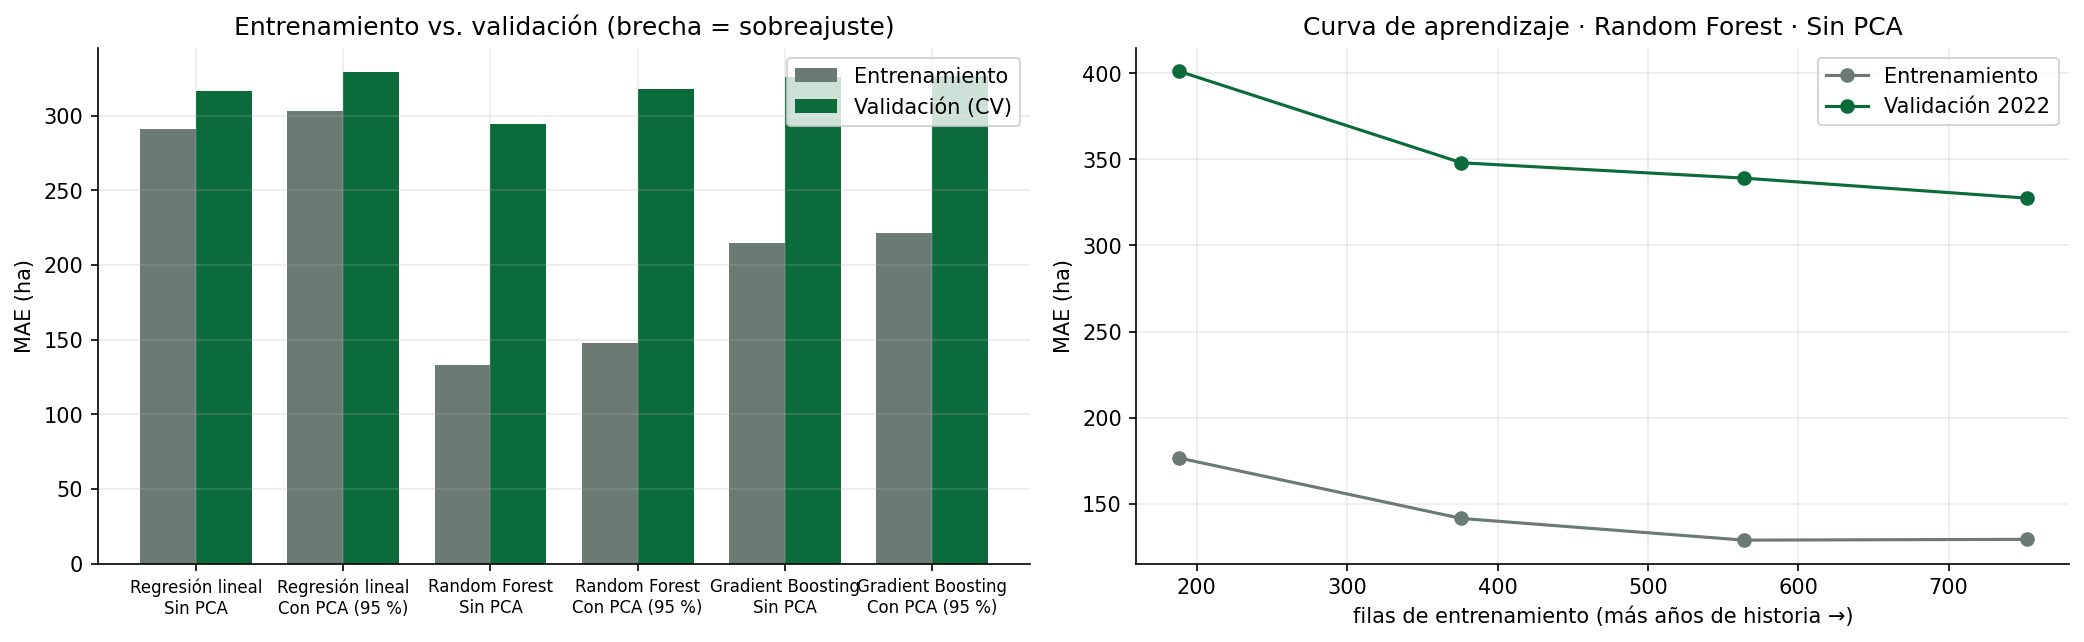 Entrenamiento vs. validación (brecha = sobreajuste)
MAE (ha)
300
250
200
150
100
50
0
Entrenamiento
Validación (CV)
Regresión lineal
Sin PCA
Regresión lineal
Con PCA (95 %)
Random Forest
Sin PCA
Random Forest
Con PCA (95 %)
Gradient Boosting
Sin PCA
Gradient Boosting
Con PCA (95 %)
Curva de aprendizaje · Random Forest · Sin PCA
MAE (ha)
400
350
300
250
200
150
Entrenamiento
Validación 2022
200 300 400 500 600 700
filas de entrenamiento (más años de historia →)